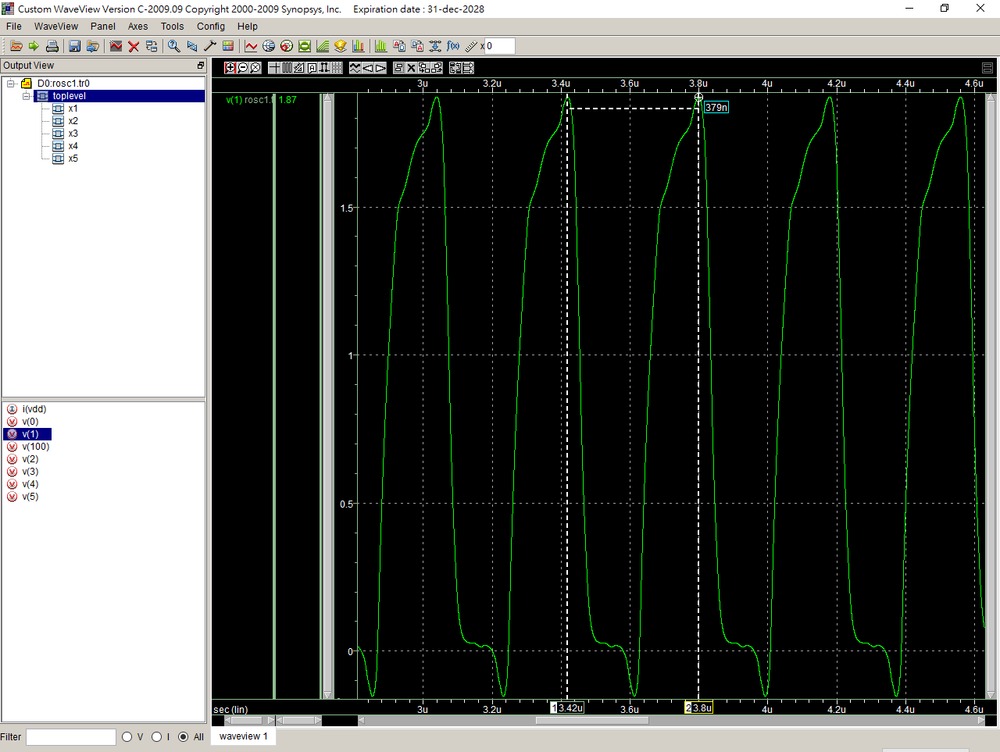 Custom WaveView Version C-2009.09 Copyright 2000-2009 Synopsys, Inc. Expiration date : 31-dec-2028
File WaveView Panel Axes Tools Config Help
x 0
Output View
D0:rosc1.tr0
toplevel
x1
x2
x3
x4
x5
3u 3.2u 3.4u 3.6u 3.8u 4u 4.2u 4.4u 4.6u
v(1) rosc1.t 1.87
379n
1.5
1
0.5
0
i(vdd)
v(0)
v(1)
v(100)
v(2)
v(3)
v(4)
v(5)
sec (lin) 3u 3.2u 1 3.42u 3.6u 2 3.8u 4u 4.2u 4.4u 4.6u
Filter V I All
waveview 1